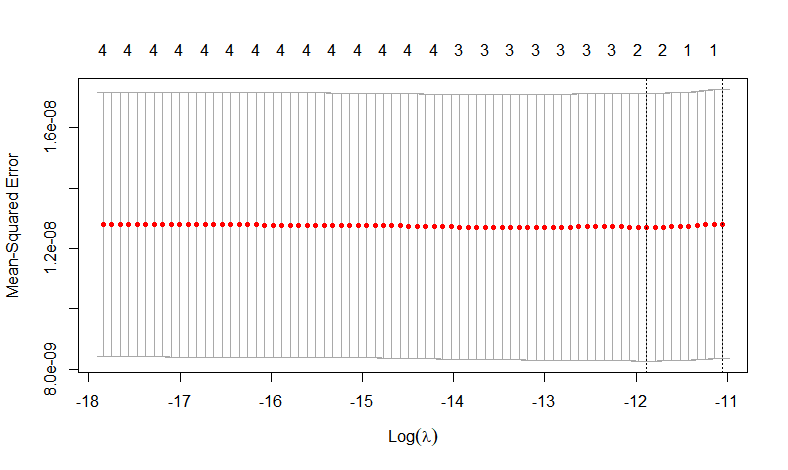 4 4 4 4 4 4 4 4 4 4 4 4 4 4 3 3 3 3 3 3 3 2 2 1 1
Mean-Squared Error
1.6e-08
1.2e-08
8.0e-09
-18 -17 -16 -15 -14 -13 -12 -11
Log(λ)